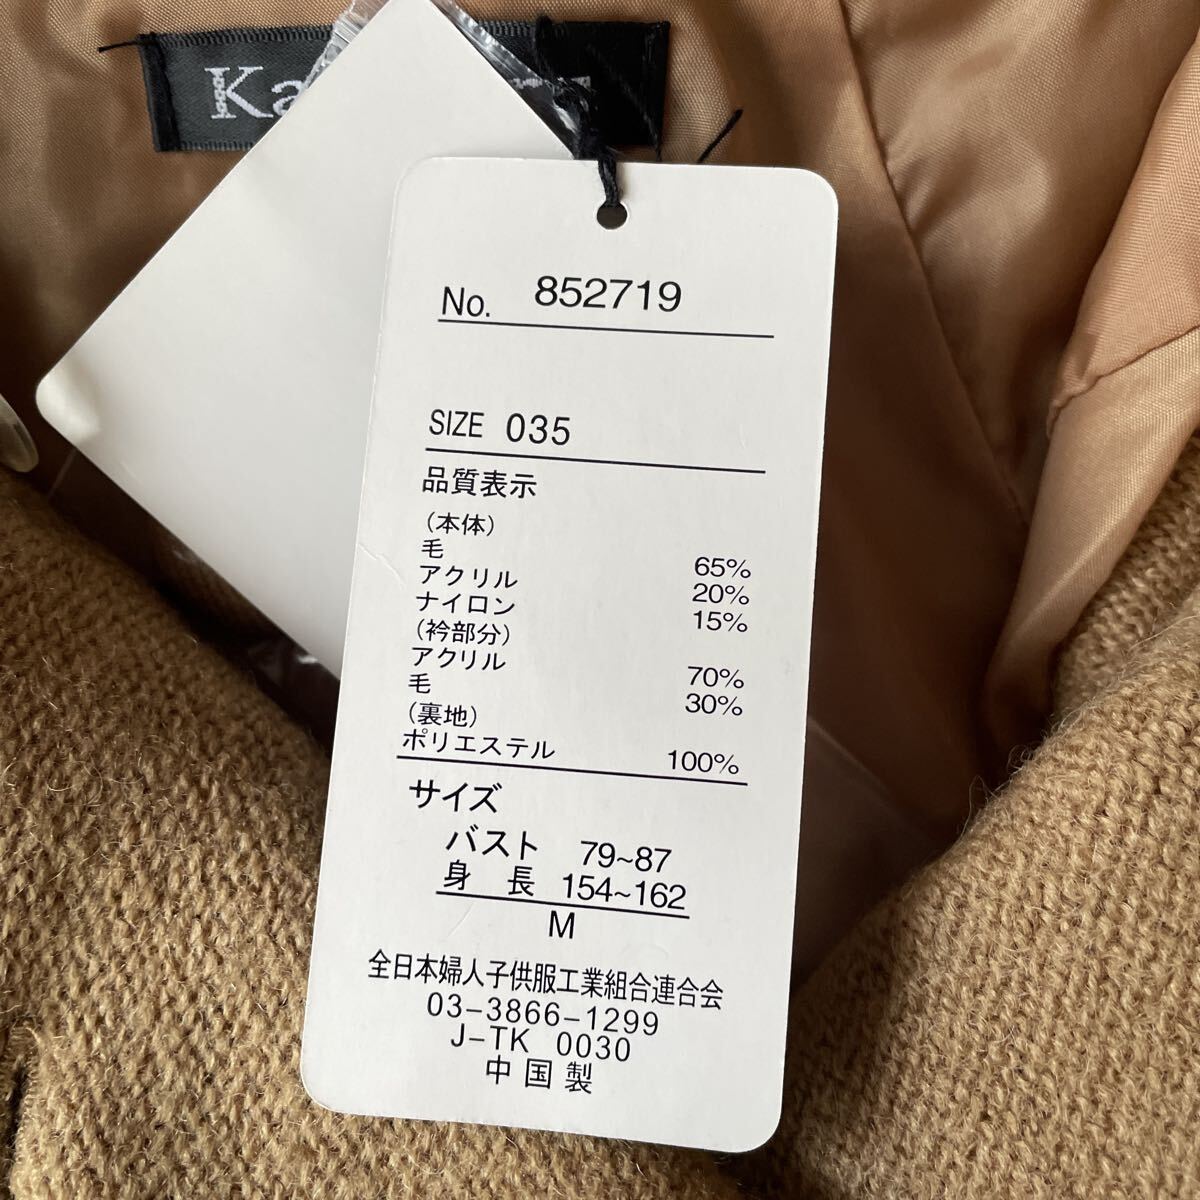 No. 852719
SIZE 035
品質表示
(本体)
毛 65%
アクリル 20%
ナイロン 15%
(衿部分)
アクリル 70%
毛 30%
(裏地)
ポリエステル 100%
サイズ
バスト 79~87
身長 154~162
M
全日本婦人子供服工業組合連合会
03-3866-1299
J-TK 0030
中国製